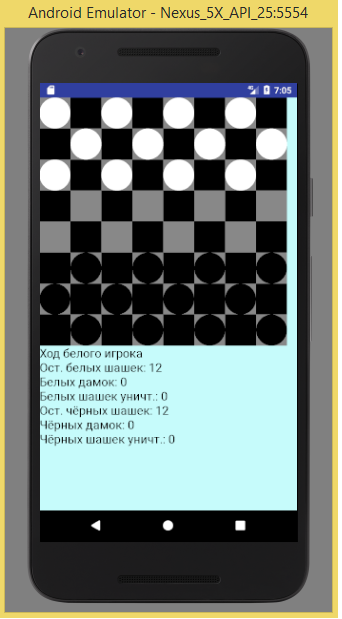 Android Emulator - Nexus_5X_API_25:5554
7:05
Ход белого игрока
Ост. белых шашек: 12
Белых дамок: 0
Белых шашек уничт.: 0
Ост. чёрных шашек: 12
Чёрных дамок: 0
Чёрных шашек уничт.: 0